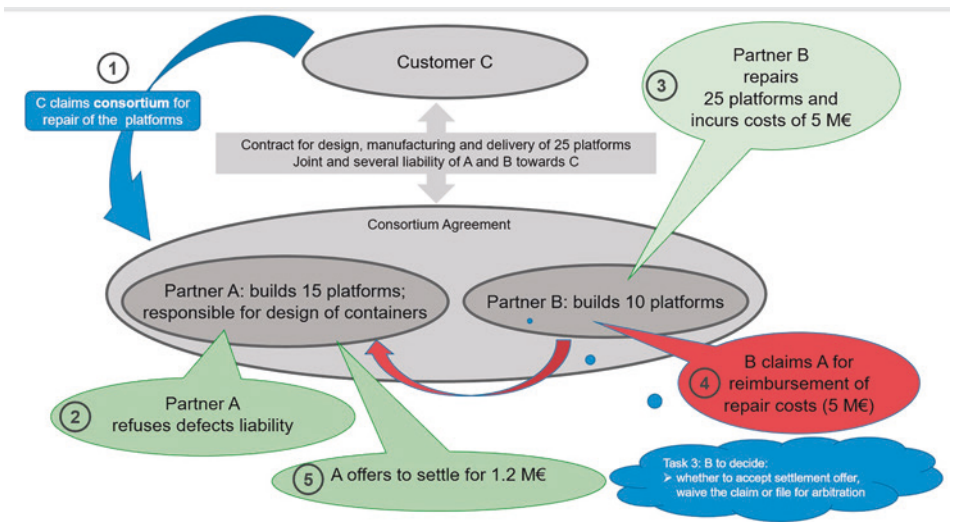 Customer C
1
C claims consortium for
repair of the platforms
Contract for design, manufacturing and delivery of 25 platforms
Joint and several liability of A and B towards C
3
Partner B
repairs
25 platforms and
incurs costs of 5 M€
Consortium Agreement
Partner A: builds 15 platforms;
responsible for design of containers
Partner B: builds 10 platforms
2
Partner A
refuses defects liability
4
B claims A for
reimbursement of
repair costs (5 M€)
5
A offers to settle for 1.2 M€
Task 3: B to decide:
➢ whether to accept settlement offer,
waive the claim or file for arbitration